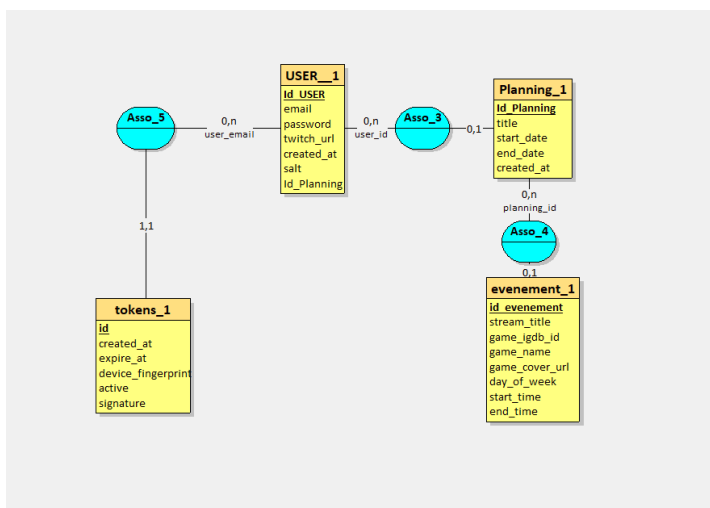 USER__1
Id_USER
email
password
twitch_url
created_at
salt
Id_Planning
Planning_1
Id_Planning
title
start_date
end_date
created_at
Asso_5
0,n
user_email
0,n
user_id
Asso_3
0,1
0,n
planning_id
Asso_4
0,1
1,1
evenement_1
id_evenement
stream_title
game_igdb_id
game_name
game_cover_url
day_of_week
start_time
end_time
tokens_1
id
created_at
expire_at
device_fingerprint
active
signature